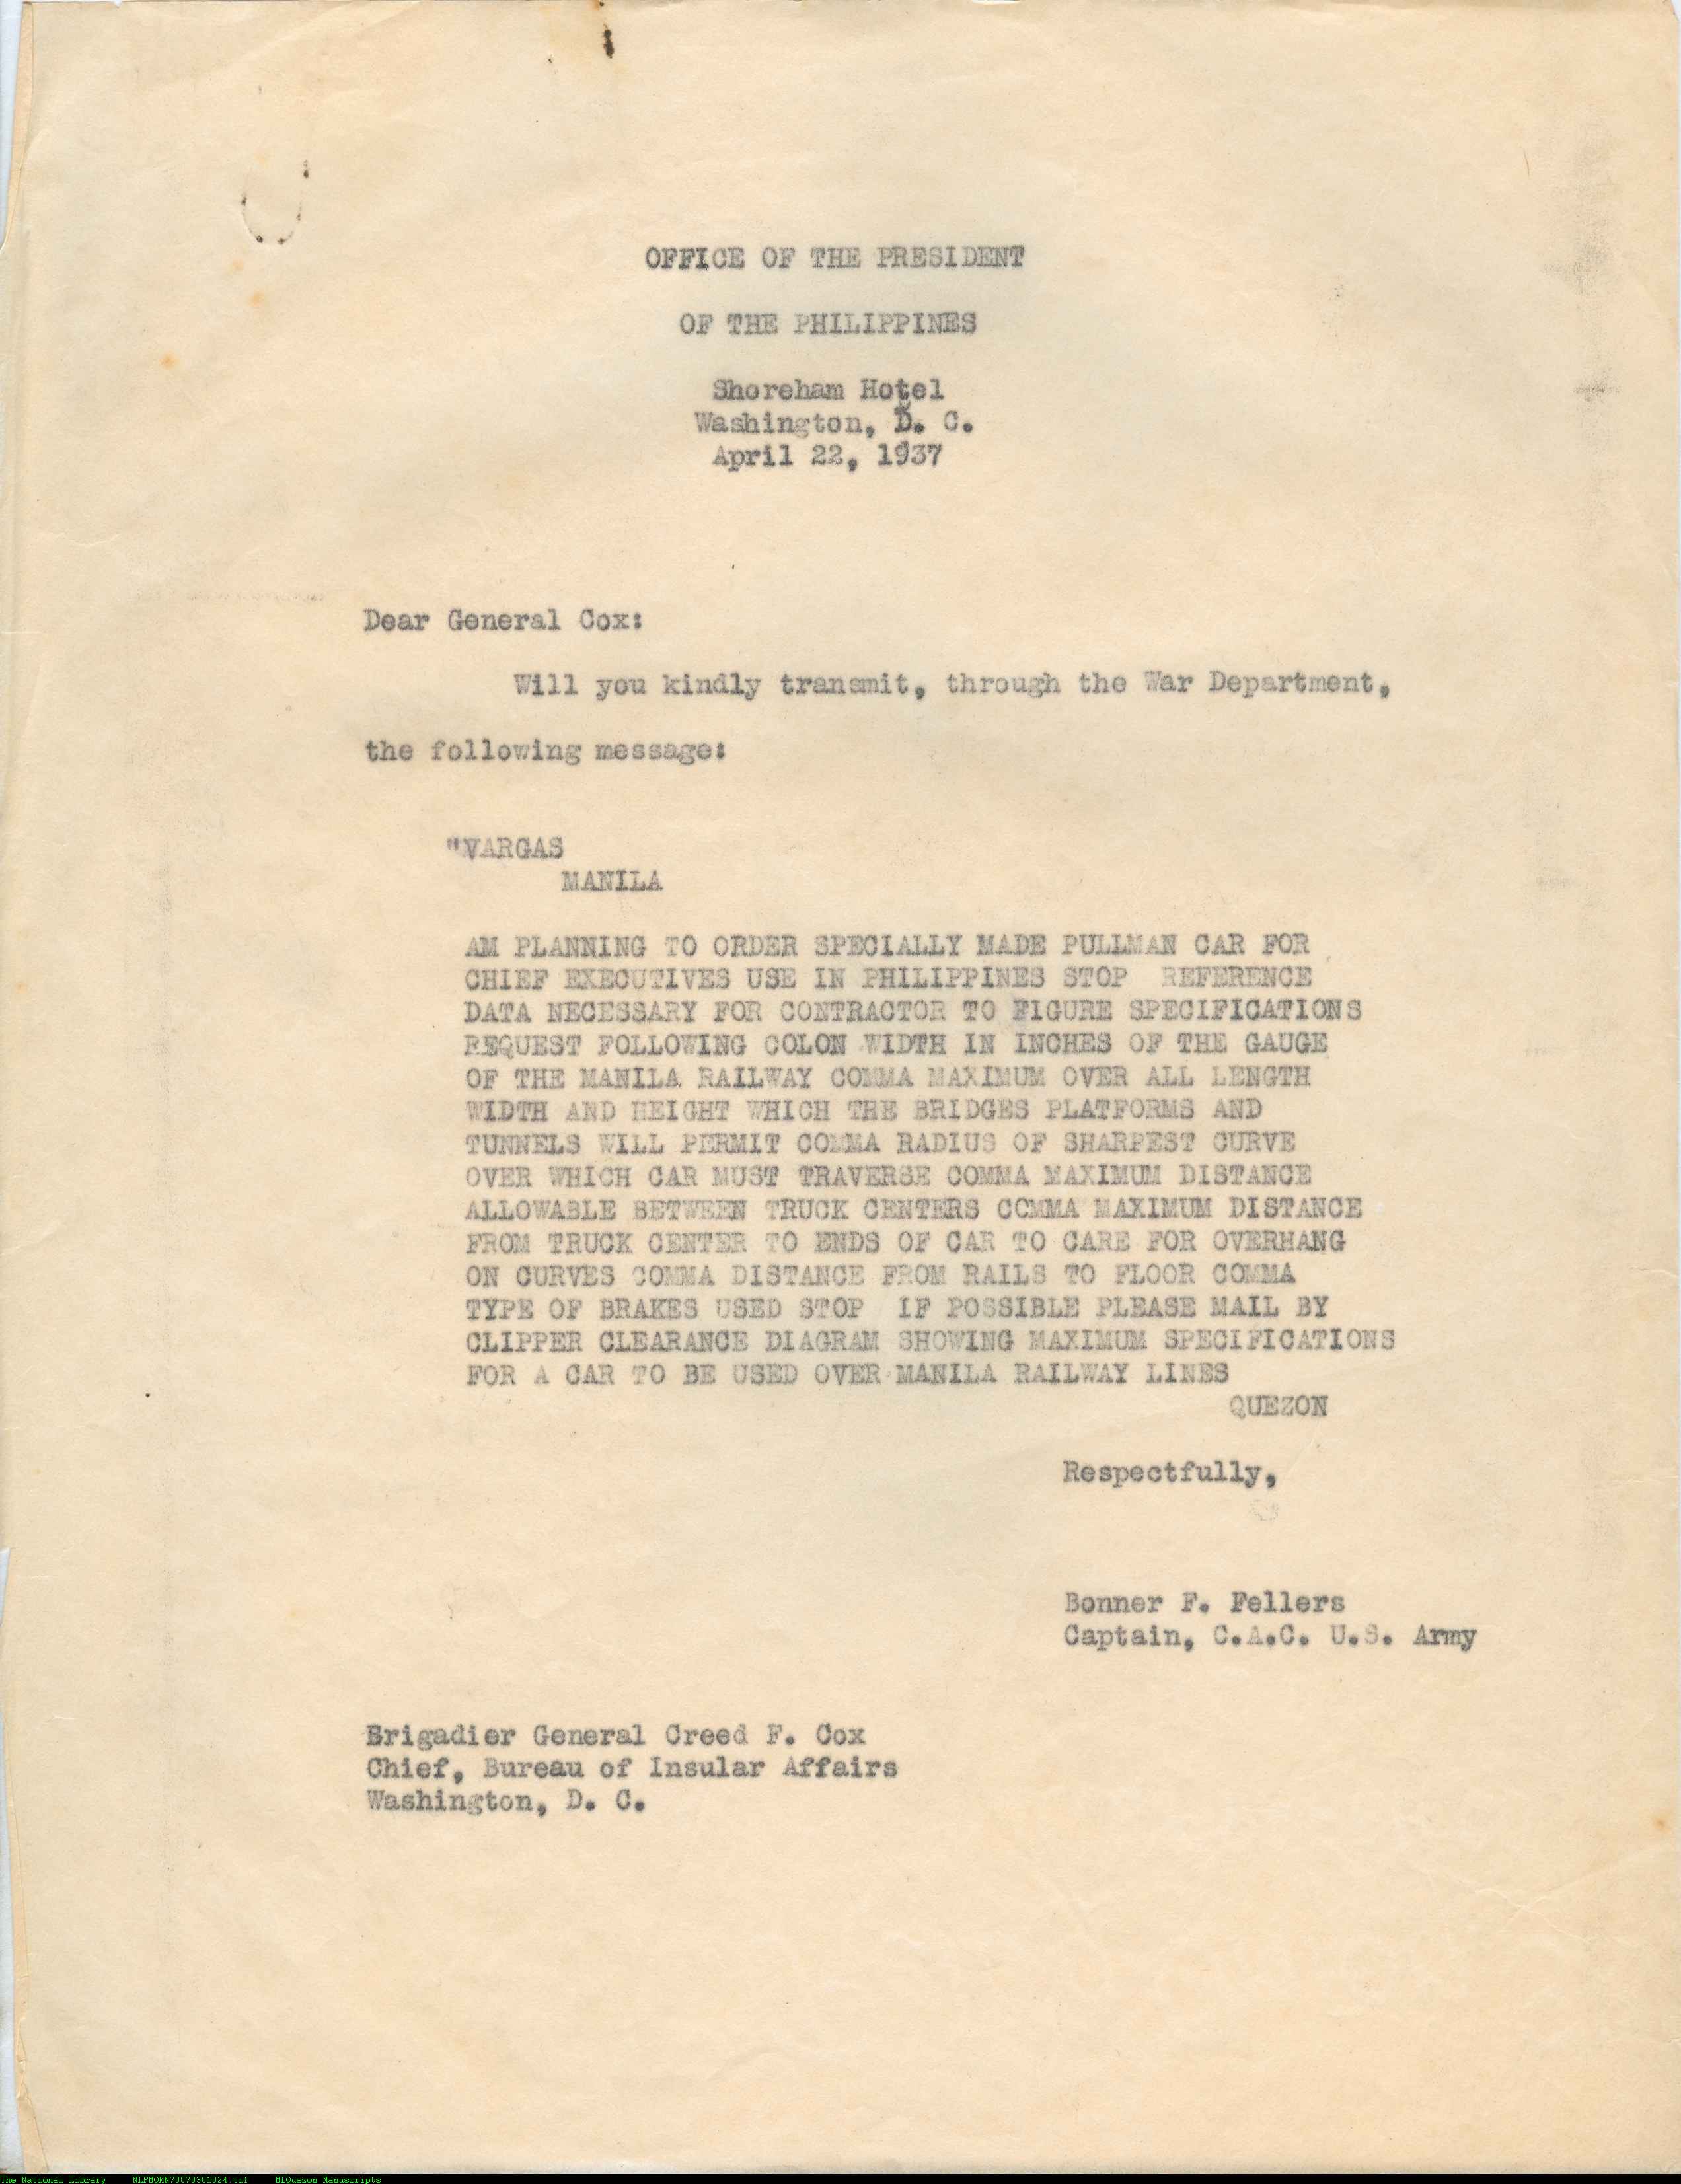 OFFICE OF THE PRESIDENT
OF THE PHILIPPINES
Shoreham Hotel
Washington, D. C.
April 22, 1937
Dear General Cox:
Will you kindly transmit, through the War Department,
the following message:
"VARGAS
MANILA
AM PLANNING TO ORDER SPECIALLY MADE PULLMAN CAR FOR
CHIEF EXECUTIVES USE IN PHILIPPINES STOP REFERENCE
DATA NECESSARY FOR CONTRACTOR TO FIGURE SPECIFICATIONS
REQUEST FOLLOWING COLON WIDTH IN INCHES OF THE GAUGE
OF THE MANILA RAILWAY COMMA MAXIMUM OVER ALL LENGTH
WIDTH AND HEIGHT WHICH THE BRIDGES PLATFORMS AND
TUNNELS WILL PERMIT COMMA RADIUS OF SHARPEST CURVE
OVER WHICH CAR MUST TRAVERSE COMMA MAXIMUM DISTANCE
ALLOWABLE BETWEEN TRUCK CENTERS COMMA MAXIMUM DISTANCE
FROM TRUCK CENTER TO ENDS OF CAR TO CARE FOR OVERHANG
ON CURVES COMMA DISTANCE FROM RAILS TO FLOOR COMMA
TYPE OF BRAKES USED STOP IF POSSIBLE PLEASE MAIL BY
CLIPPER CLEARANCE DIAGRAM SHOWING MAXIMUM SPECIFICATIONS
FOR A CAR TO BE USED OVER MANILA RAILWAY LINES
QUEZON
Respectfully,
Bonner F. Fellers
Captain, C.A.C. U.S. Army
Brigadier General Creed F. Cox
Chief, Bureau of Insular Affairs
Washington, D. C.
The National Library NLPMQMN70070301024.tif MLQuezon Manuscripts